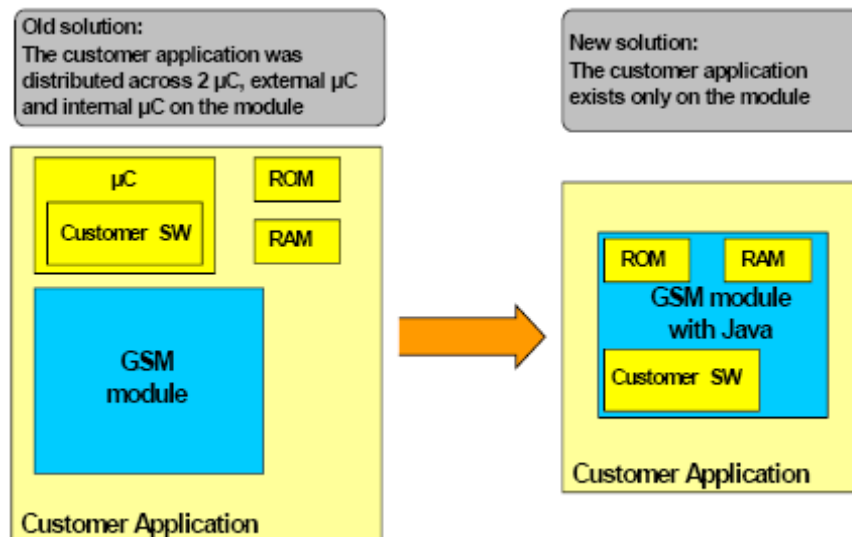 Old solution:
The customer application was
distributed across 2 µC, external µC
and internal µC on the module
New solution:
The customer application
exists only on the module
µC
Customer SW
ROM
RAM
GSM
module
Customer Application
ROM
RAM
GSM module
with Java
Customer SW
Customer Application